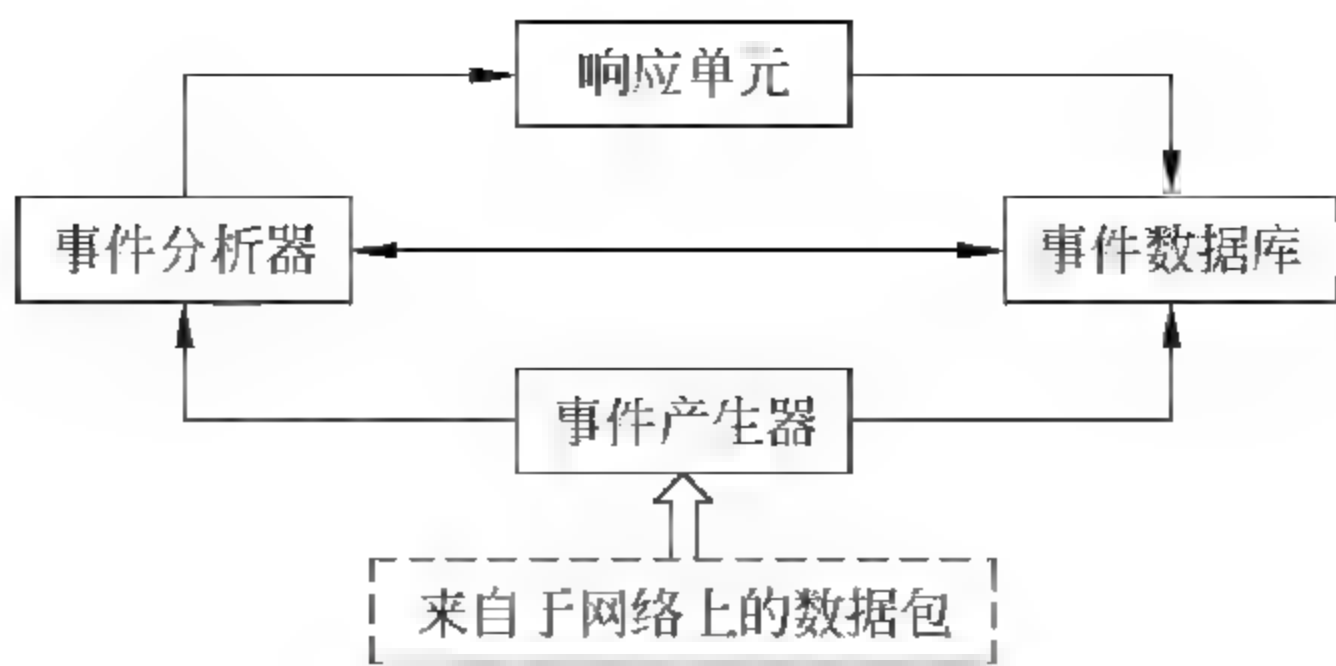 响应单元
事件分析器
事件数据库
事件产生器
来自于网络上的数据包